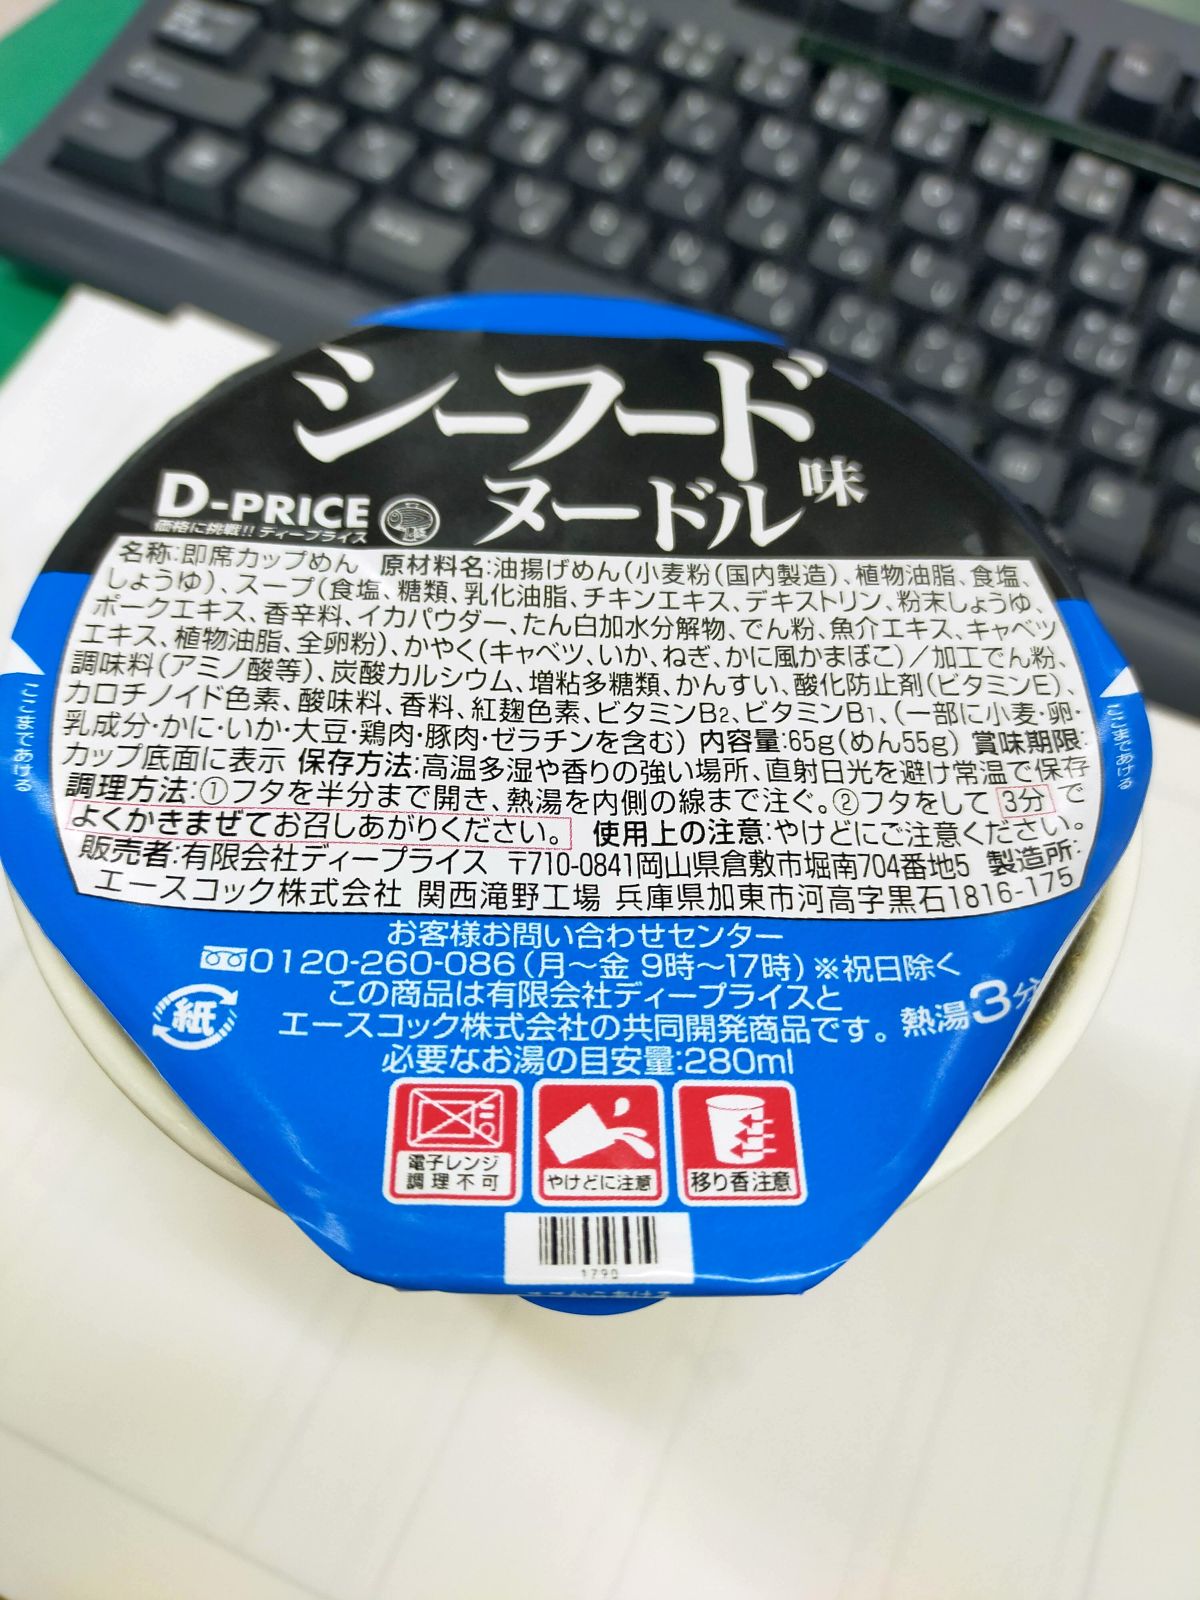 シーフード
ヌードル味
D-PRICE
価格に挑戦!! ディープライス
名称:即席カップめん 原材料名:油揚げめん(小麦粉(国内製造)、植物油脂、食塩、
しょうゆ)、スープ(食塩、糖類、乳化油脂、チキンエキス、デキストリン、粉末しょうゆ、
ポークエキス、香辛料、イカパウダー、たん白加水分解物、でん粉、魚介エキス、キャベツ
エキス、植物油脂、全卵粉)、かやく(キャベツ、いか、ねぎ、かに風かまぼこ)/加工でん粉、
調味料(アミノ酸等)、炭酸カルシウム、増粘多糖類、かんすい、酸化防止剤(ビタミンE)、
カロチノイド色素、酸味料、香料、紅麹色素、ビタミンB2、ビタミンB1、(一部に小麦・卵・
乳成分・かに・いか・大豆・鶏肉・豚肉・ゼラチンを含む) 内容量:65g(めん55g) 賞味期限:
カップ底面に表示 保存方法:高温多湿や香りの強い場所、直射日光を避け常温で保存
調理方法:①フタを半分まで開き、熱湯を内側の線まで注ぐ。②フタをして3分で
よくかきまぜてお召しあがりください。 使用上の注意:やけどにご注意ください。
販売者:有限会社ディープライス 〒710-0841岡山県倉敷市堀南704番地5 製造所:
エースコック株式会社 関西滝野工場 兵庫県加東市河高字黒石1816-175
ここまであける
ここまであける
お客様お問い合わせセンター
0120-260-086(月～金 9時～17時)※祝日除く
この商品は有限会社ディープライスと
エースコック株式会社の共同開発商品です。
必要なお湯の目安量:280ml
紙
熱湯3分
電子レンジ
調理不可
やけどに注意
移り香注意
1790